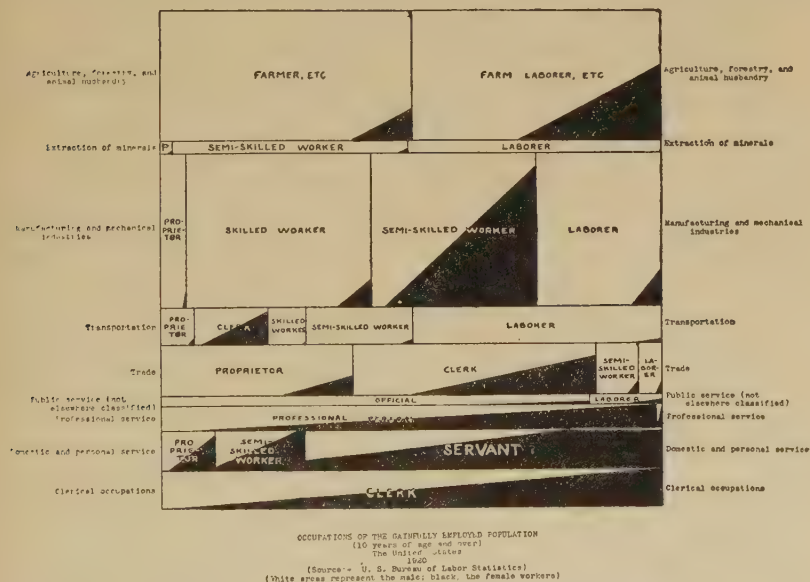 Agriculture, forestry, and
animal husbandry
FARMER, ETC
FARM LABORER, ETC
Agriculture, forestry, and
animal husbandry
Extraction of minerals
P
SEMI-SKILLED WORKER
LABORER
Extraction of minerals
Manufacturing and mechanical
industries
PRO-
PRIE-
TOR
SKILLED WORKER
SEMI-SKILLED WORKER
LABORER
Manufacturing and mechanical
industries
Transportation
PRO-
PRIE
TOR
CLERK
SKILLED
WORKER
SEMI-SKILLED WORKER
LABORER
Transportation
Trade
PROPRIETOR
CLERK
SEMI-
SKILLED
WORKER
LA-
BOR-
ER
Trade
Public service (not
elsewhere classified)
OFFICIAL
LABORER
Public service (not
elsewhere classified)
Professional service
PROFESSIONAL
Professional service
Domestic and personal service
PRO
PRIE-
TOR
SEMI-
SKILLED
WORKER
SERVANT
Domestic and personal service
Clerical occupations
CLERK
Clerical occupations
OCCUPATIONS OF THE GAINFULLY EMPLOYED POPULATION
(10 years of age and over)
The United States
1920
(Source - U. S. Bureau of Labor Statistics)
(White areas represent the male; black, the female workers)